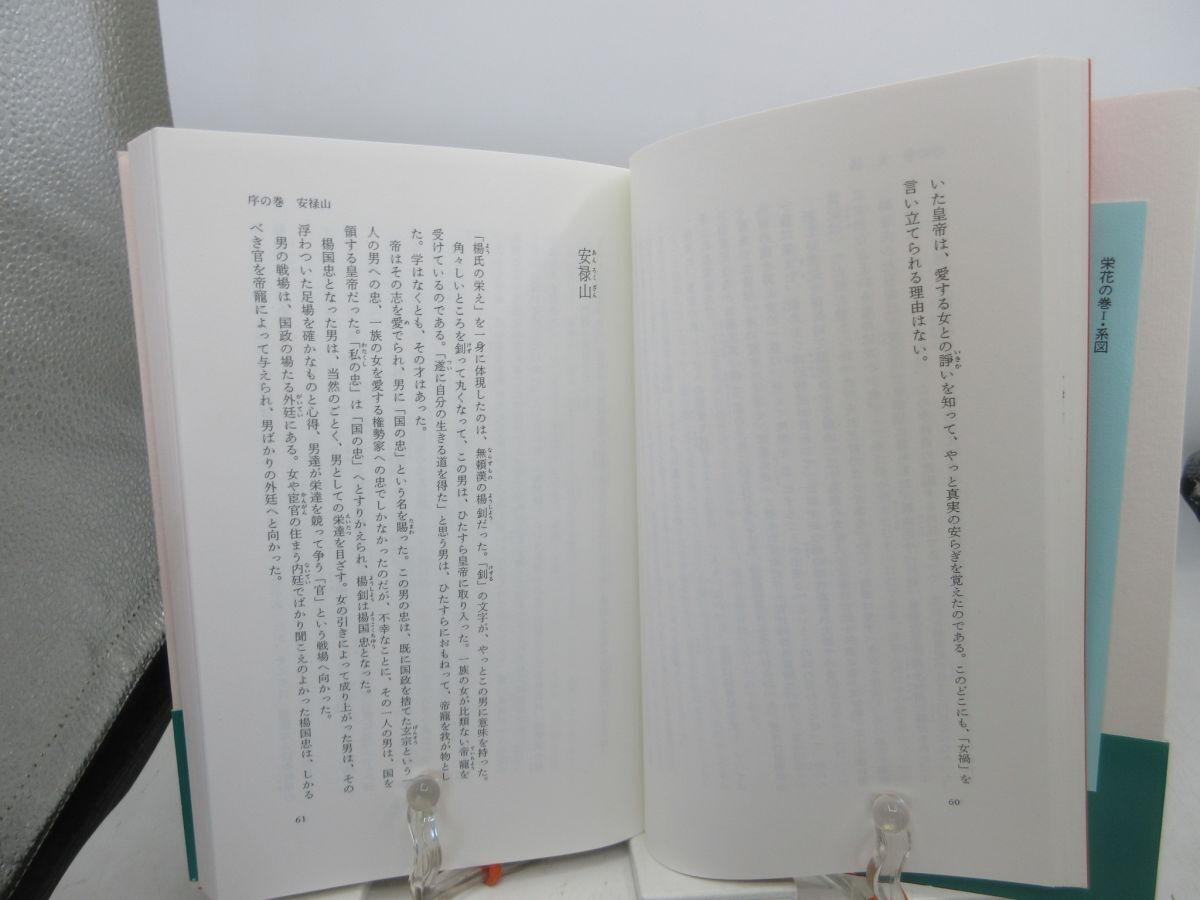 栄花の巻Ⅰ・系図
いた皇帝は、愛する女との諍いを知って、やっと真実の安らぎを覚えたのである。このどこにも、「女禍」を
言い立てられる理由はない。
60
序の巻　安禄山
安禄山
「楊氏の栄え」を一身に体現したのは、無頼漢の楊釗だった。「釗」の文字が、やっとこの男に意味を持った。
角々しいところを釗って丸くなって、この男は、ひたすら皇帝に取り入った。一族の女が比類ない帝寵を
受けているのである。「遂に自分の生きる道を得た」と思う男は、ひたすらにおもねって、帝寵を我が物とし
た。学はなくとも、その才はあった。
帝はその志を愛でられ、男に「国の忠」という名を賜った。この男の忠は、既に国政を捨てた玄宗という一
人の男への忠、一族の女を愛する権勢家への忠でしかなかったのだが、不幸なことに、その一人の男は、国を
領する皇帝だった。「私の忠」は「国の忠」へとすりかえられ、楊釗は楊国忠となった。
楊国忠となった男は、当然のごとく、男としての栄達を目ざす。女の引きによって成り上がった男は、その
浮わついた足場を確かなものと心得、男達が栄達を競って争う「官」という戦場へ向かった。
男の戦場は、国政の場たる外廷にある。女や宦官の住まう内廷でばかり聞こえのよかった楊国忠は、しかる
べき官を帝寵によって与えられ、男ばかりの外廷へと向かった。
61